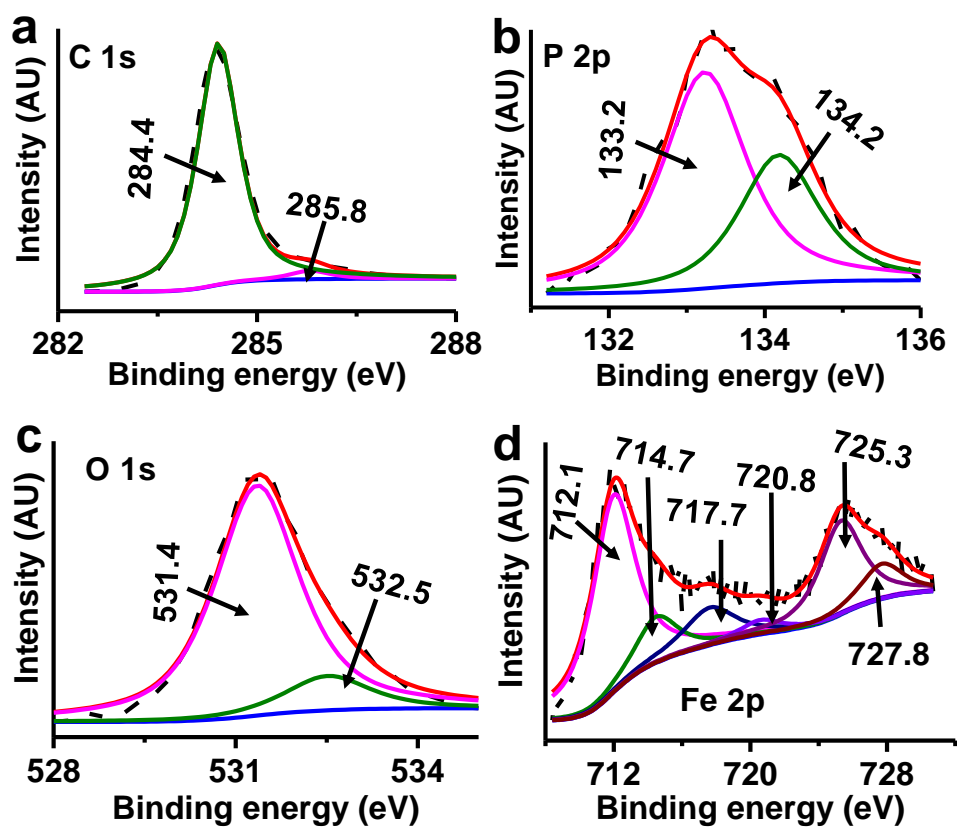 a
C 1s
Intensity (AU)
284.4
285.8
282
285
288
Binding energy (eV)
b
P 2p
Intensity (AU)
133.2
134.2
132
134
136
Binding energy (eV)
c
O 1s
Intensity (AU)
531.4
532.5
528
531
534
Binding energy (eV)
d
Intensity (AU)
712.1
714.7
717.7
720.8
725.3
727.8
Fe 2p
712
720
728
Binding energy (eV)